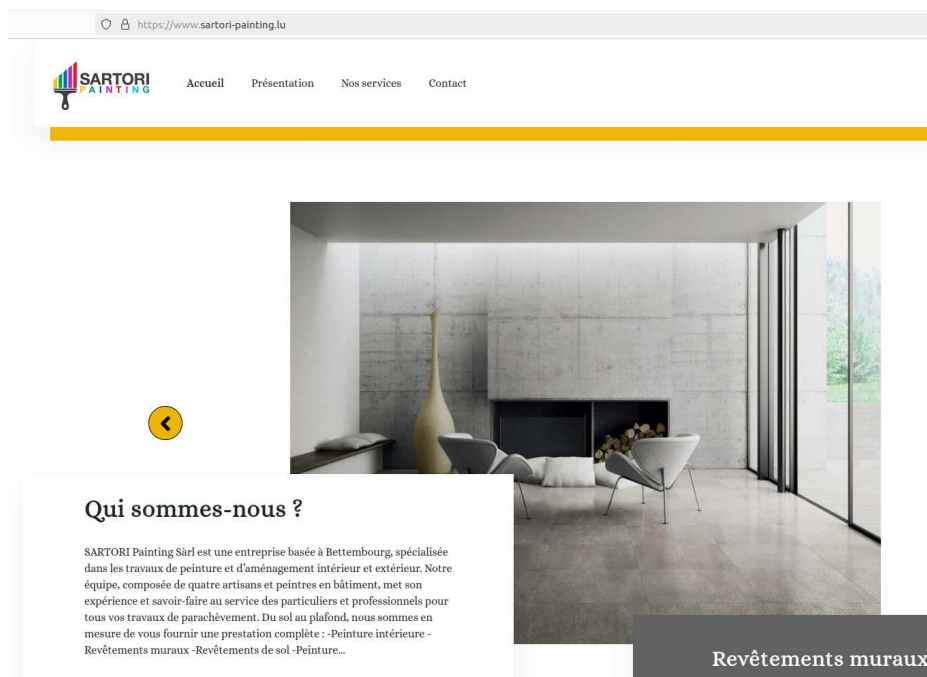 https://www.sartori-painting.lu
SARTORI
PAINTING
Accueil Présentation Nos services Contact
Qui sommes-nous ?
SARTORI Painting Sàrl est une entreprise basée à Bettembourg, spécialisée
dans les travaux de peinture et d'aménagement intérieur et extérieur. Notre
équipe, composée de quatre artisans et peintres en bâtiment, met son
expérience et savoir-faire au service des particuliers et professionnels pour
tous vos travaux de parachèvement. Du sol au plafond, nous sommes en
mesure de vous fournir une prestation complète : -Peinture intérieure -
Revêtements muraux -Revêtements de sol -Peinture...
Revêtements muraux